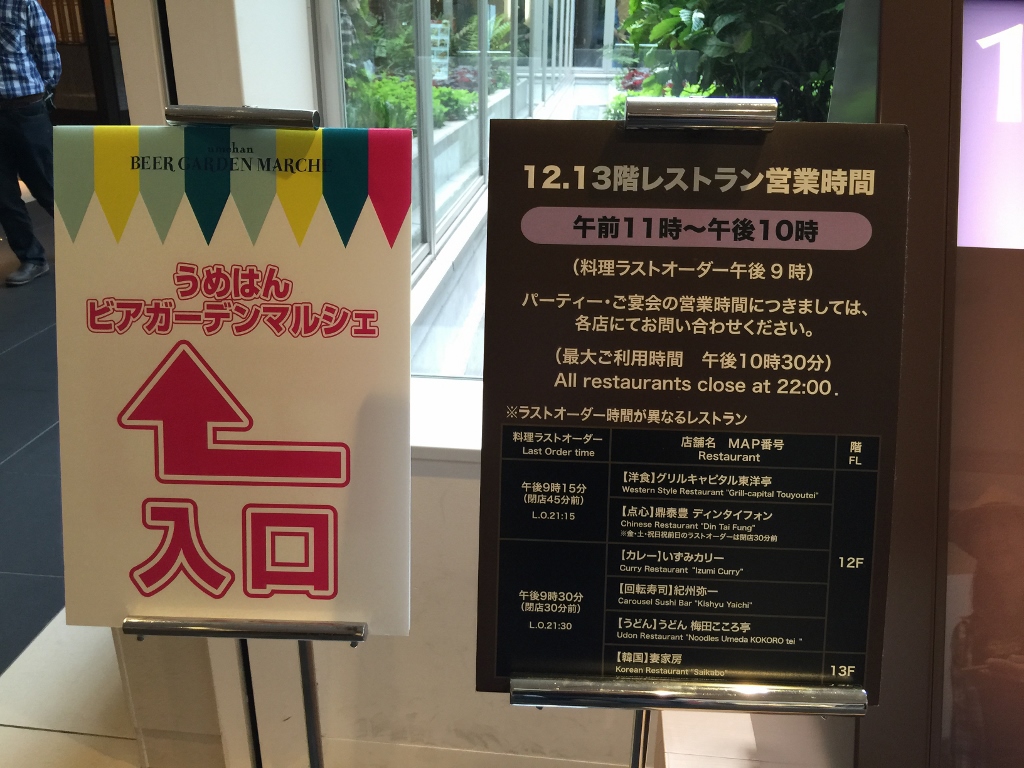 BEER GARDEN MARCHÉ
うめはん
ビアガーデンマルシェ
入口
12.13階レストラン営業時間
午前11時〜午後10時
（料理ラストオーダー午後9時）
パーティー・ご宴会の営業時間につきましては、
各店にてお問い合わせください。
（最大ご利用時間 午後10時30分）
All restaurants close at 22:00.
※ラストオーダー時間が異なるレストラン
料理ラストオーダー
Last Order time
店舗名 MAP番号
Restaurant
階
FL
午後9時15分
（閉店45分前）
L.O.21:15
【洋食】グリルキャピタル東洋亭
Western Style Restaurant "Grill-capital Touyoutei"
【点心】鼎泰豊 ディンタイフォン
Chinese Restaurant "Din Tai Fung"
※金・土・祝日祝前日のラストオーダーは閉店30分前
12F
午後9時30分
（閉店30分前）
L.O.21:30
【カレー】いずみカリー
Curry Restaurant "Izumi Curry"
【回転寿司】紀州弥一
Carousel Sushi Bar "Kishyu Yaichi"
【うどん】うどん 梅田こころ亭
Udon Restaurant "Noodles Umeda KOKORO tei "
【韓国】妻家房
Korean Restaurant "Saikabo"
13F
1